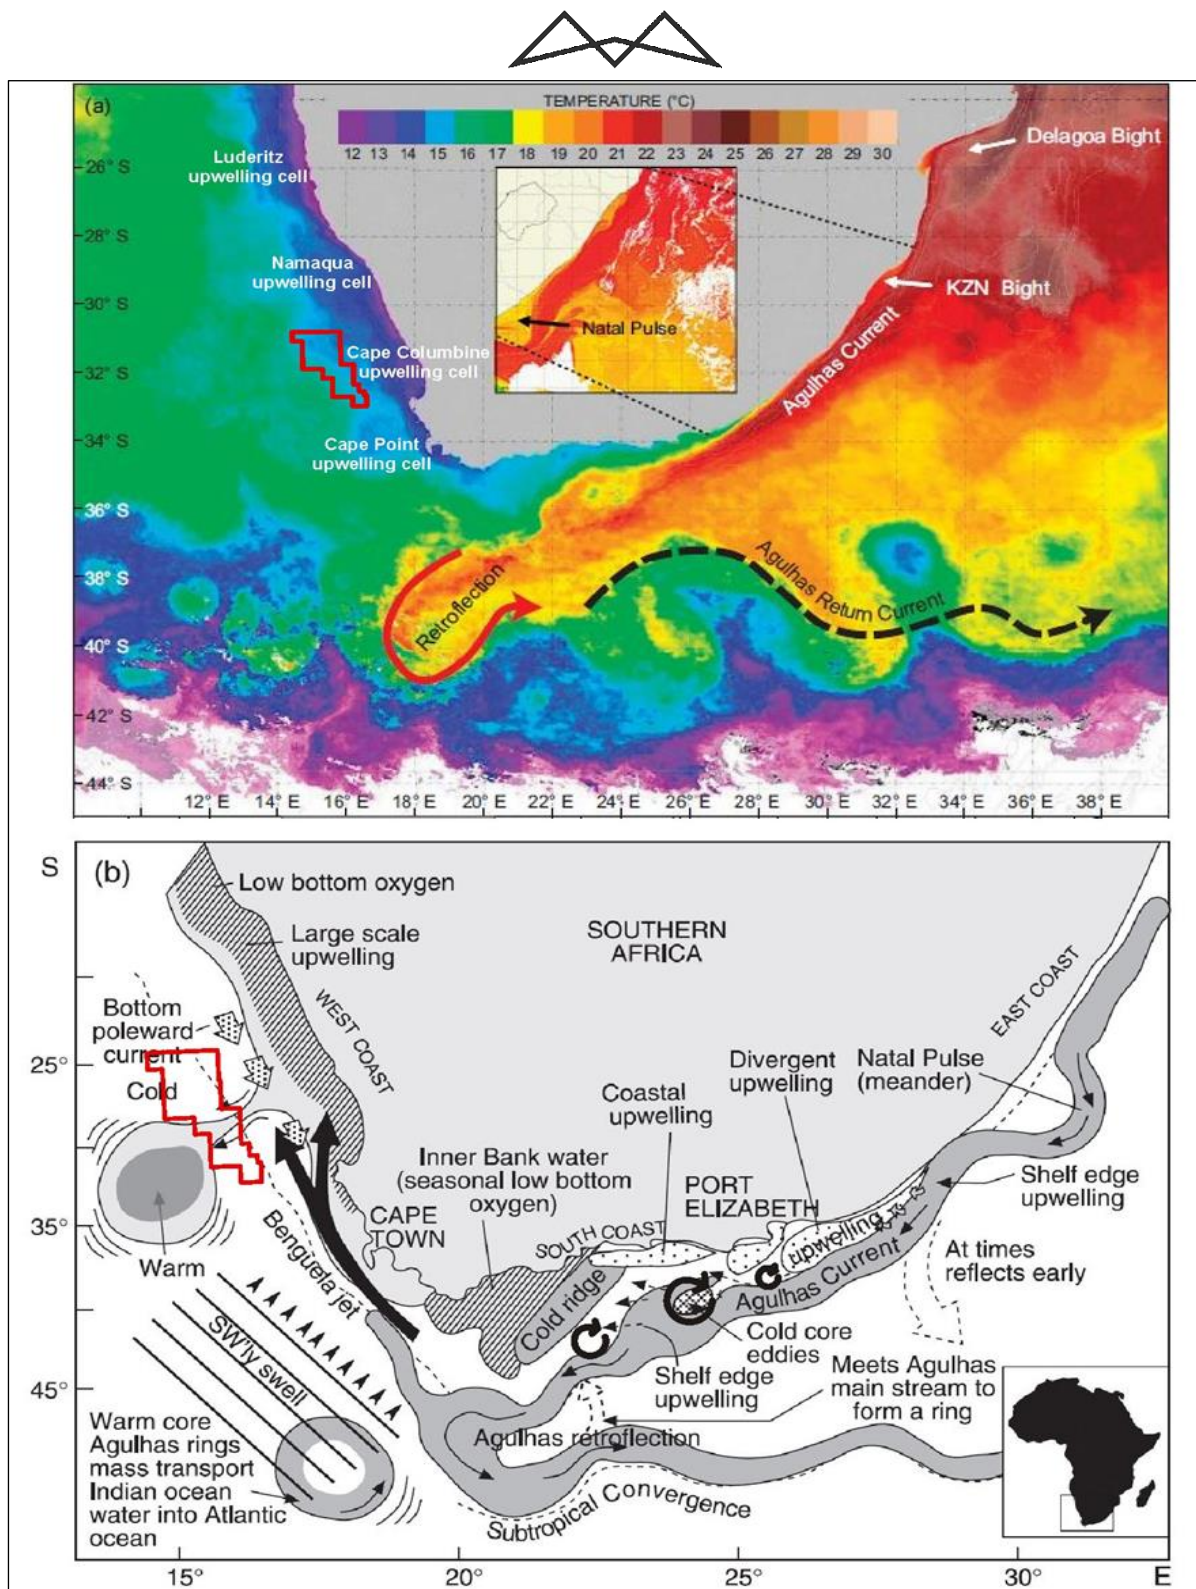 (a)
TEMPERATURE (°C)
12 13 14 15 16 17 18 19 20 21 22 23 24 25 26 27 28 29 30
Delagoa Bight
Luderitz
upwelling cell
26° S
28° S
Namaqua
upwelling cell
KZN Bight
30° S
Natal Pulse
Agulhas Current
Cape Columbine
upwelling cell
32° S
34° S
Cape Point
upwelling cell
36° S
38° S
Retroflection
Agulhas Return Current
40° S
42° S
44° S
12° E 14° E 16° E 18° E 20° E 22° E 24° E 26° E 28° E 30° E 32° E 34° E 36° E 38° E
S
(b)
Low bottom oxygen
Large scale
upwelling
SOUTHERN
AFRICA
WEST COAST
EAST COAST
Bottom
poleward
current
25°
Cold
Divergent
upwelling
Natal Pulse
(meander)
Coastal
upwelling
Inner Bank water
(seasonal low bottom
oxygen)
PORT
ELIZABETH
Shelf edge
upwelling
CAPE
TOWN
SOUTH COAST
35°
Warm
Benguela jet
upwelling
Agulhas Current
At times
reflects early
Cold ridge
SW'ly swell
Cold core
eddies
Shelf edge
upwelling
Meets Agulhas
main stream to
form a ring
45°
Warm core
Agulhas rings
mass transport
Indian ocean
water into Atlantic
ocean
Agulhas retroflection
Subtropical Convergence
15° 20° 25° 30° E